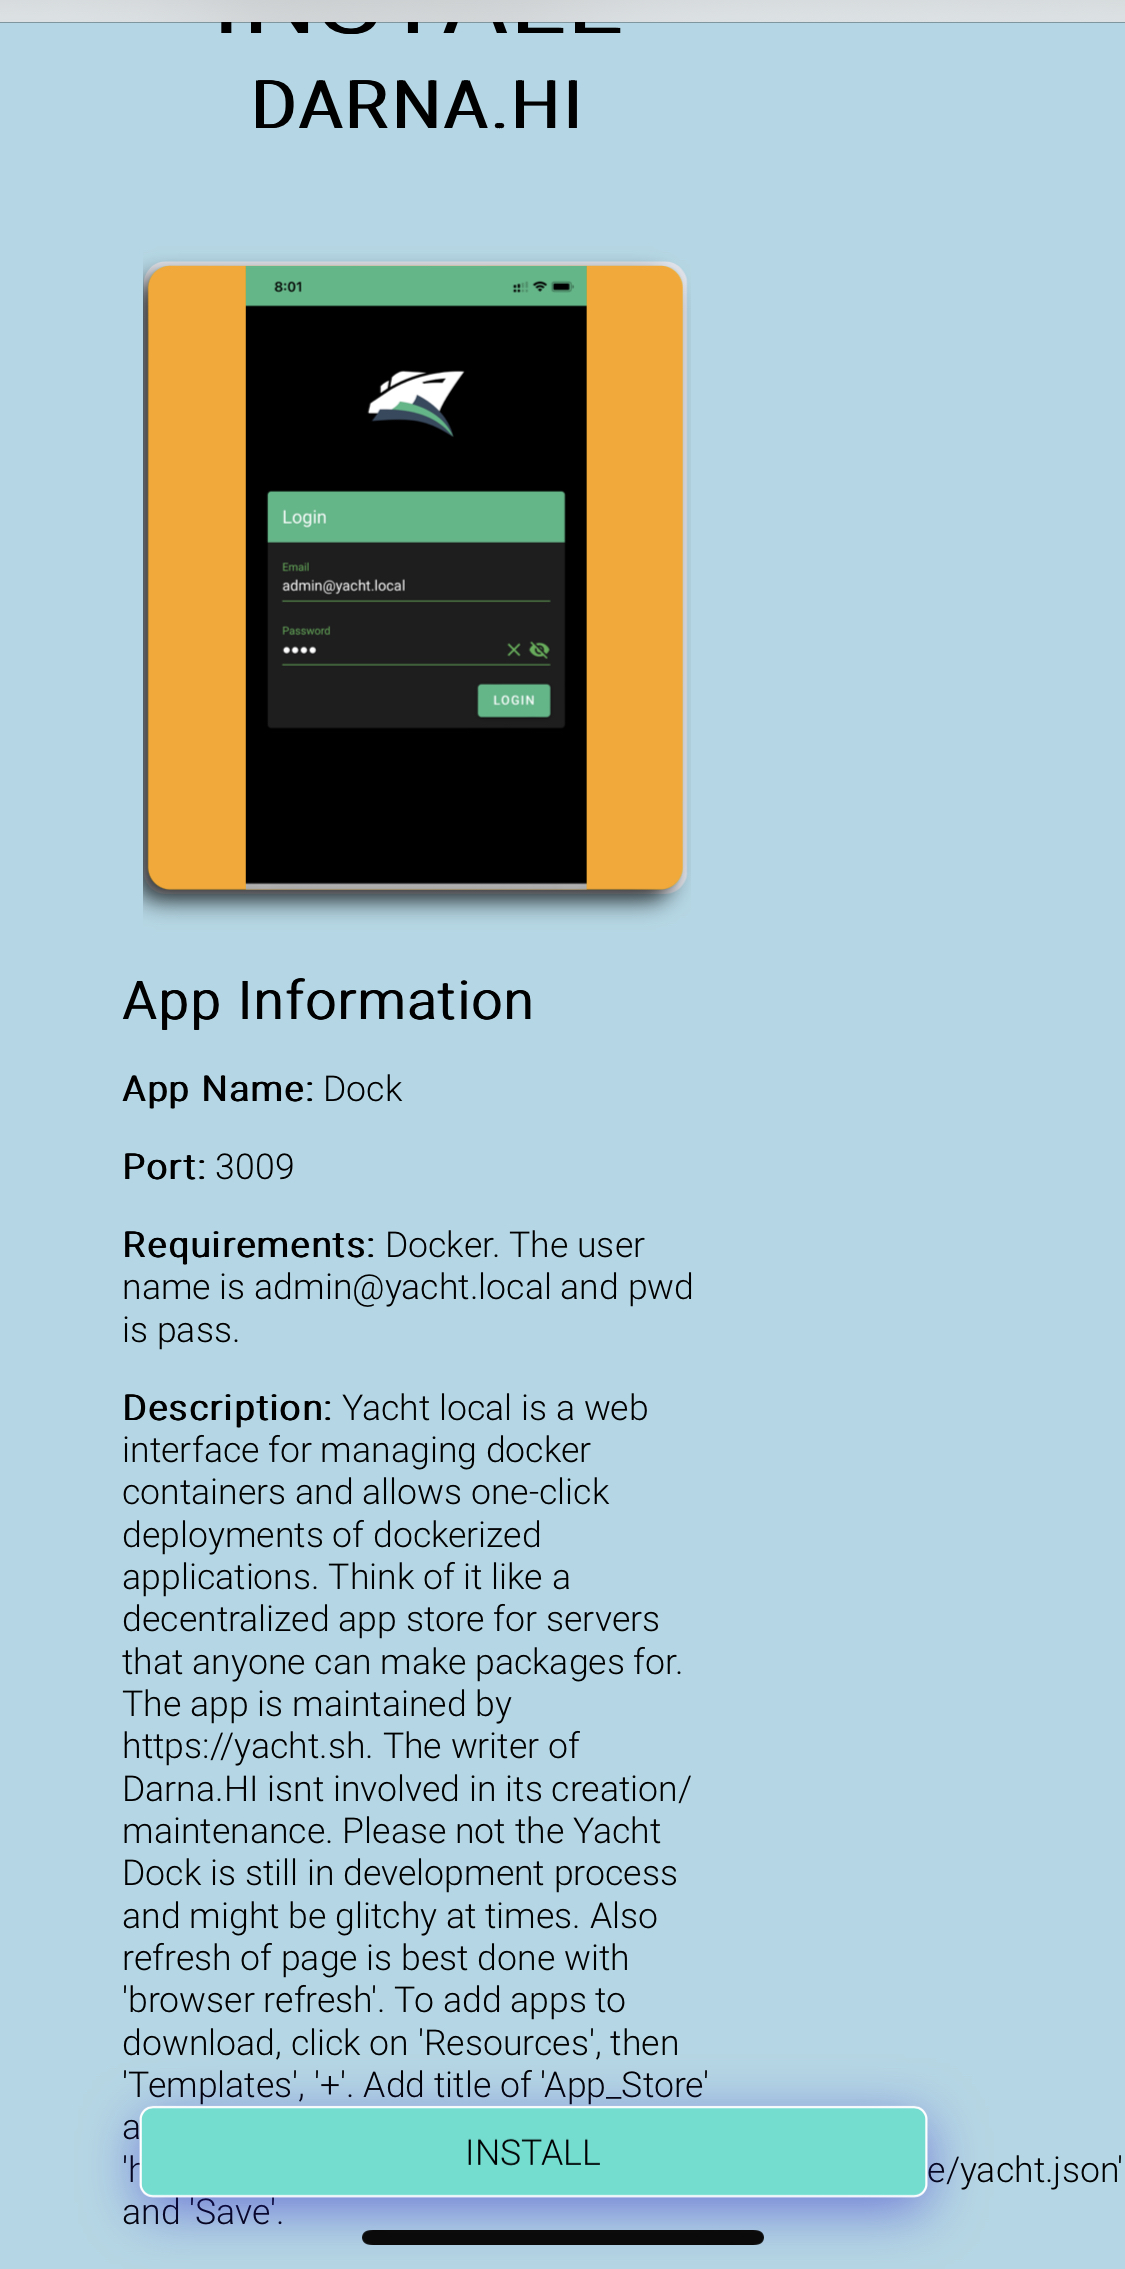 INSTALL
DARNA.HI
8:01
Login
Email
admin@yacht.local
Password
LOGIN
App Information
App Name: Dock
Port: 3009
Requirements: Docker. The user
name is admin@yacht.local and pwd
is pass.
Description: Yacht local is a web
interface for managing docker
containers and allows one-click
deployments of dockerized
applications. Think of it like a
decentralized app store for servers
that anyone can make packages for.
The app is maintained by
https://yacht.sh. The writer of
Darna.HI isnt involved in its creation/
maintenance. Please not the Yacht
Dock is still in development process
and might be glitchy at times. Also
refresh of page is best done with
'browser refresh'. To add apps to
download, click on 'Resources', then
'Templates', '+'. Add title of 'App_Store'
INSTALL
e/yacht.json'
and 'Save'.